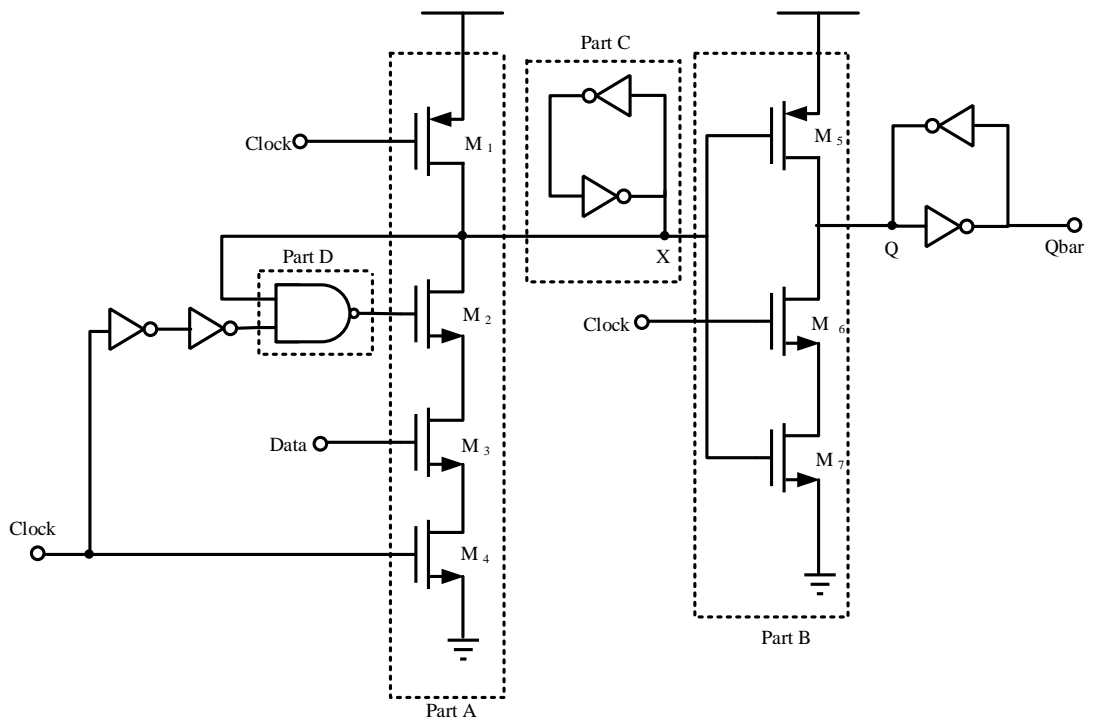 Part C
Clock
M 1
M 5
Part D
X
Q
Qbar
M 2
Clock
M 6
Data
M 3
M 7
Clock
M 4
Part B
Part A